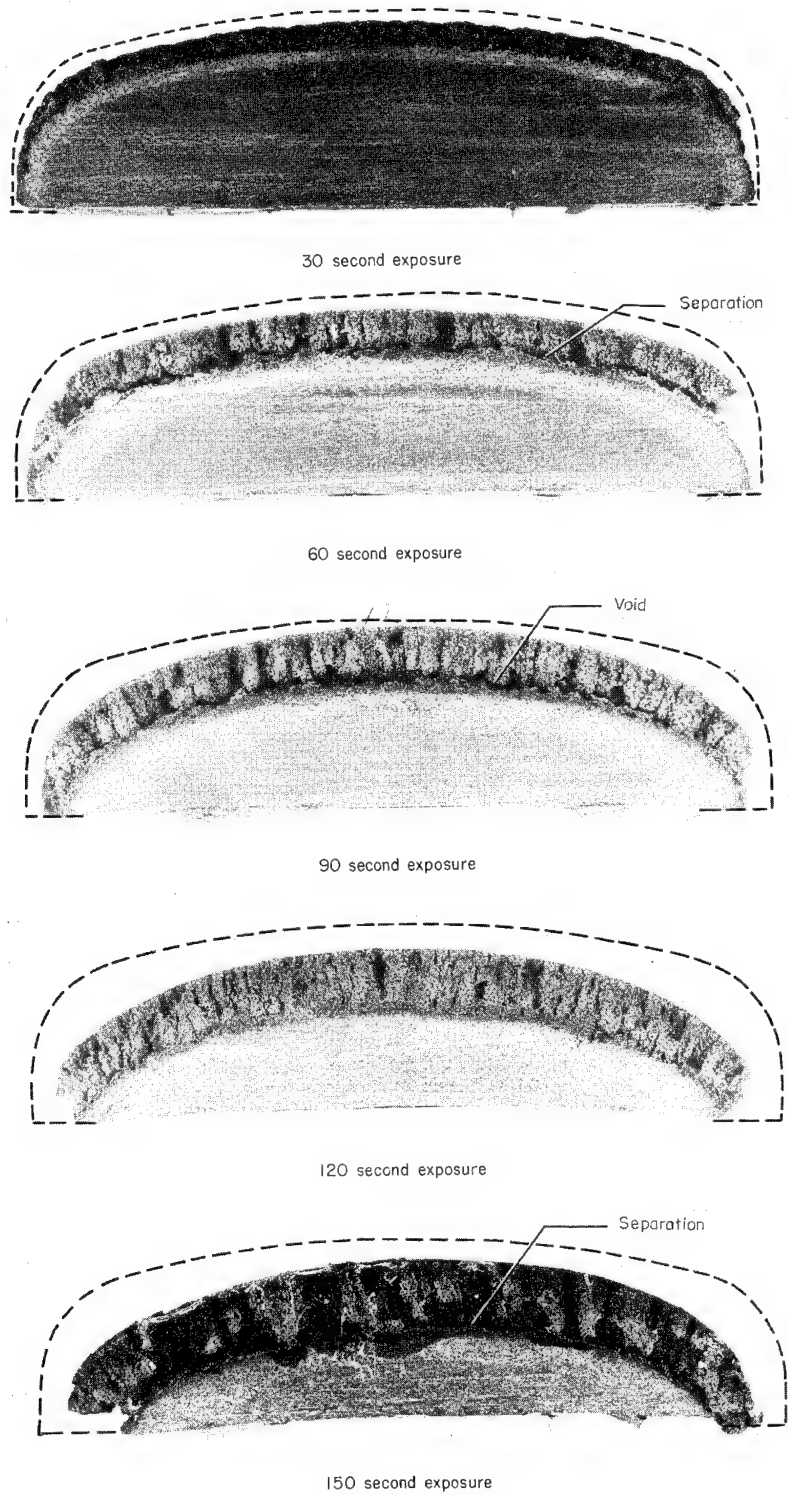 30 second exposure
Separation
60 second exposure
Void
90 second exposure
120 second exposure
Separation
150 second exposure